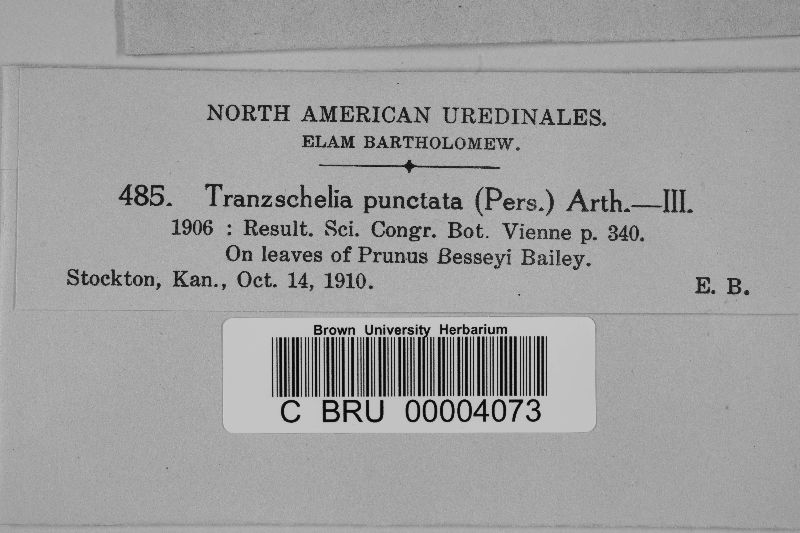 NORTH AMERICAN UREDINALES.
ELAM BARTHOLOMEW.
485. Tranzschelia punctata (Pers.) Arth.—III.
1906 : Result. Sci. Congr. Bot. Vienne p. 340.
On leaves of Prunus Besseyi Bailey.
Stockton, Kan., Oct. 14, 1910. E. B.
Brown University Herbarium
C BRU 00004073